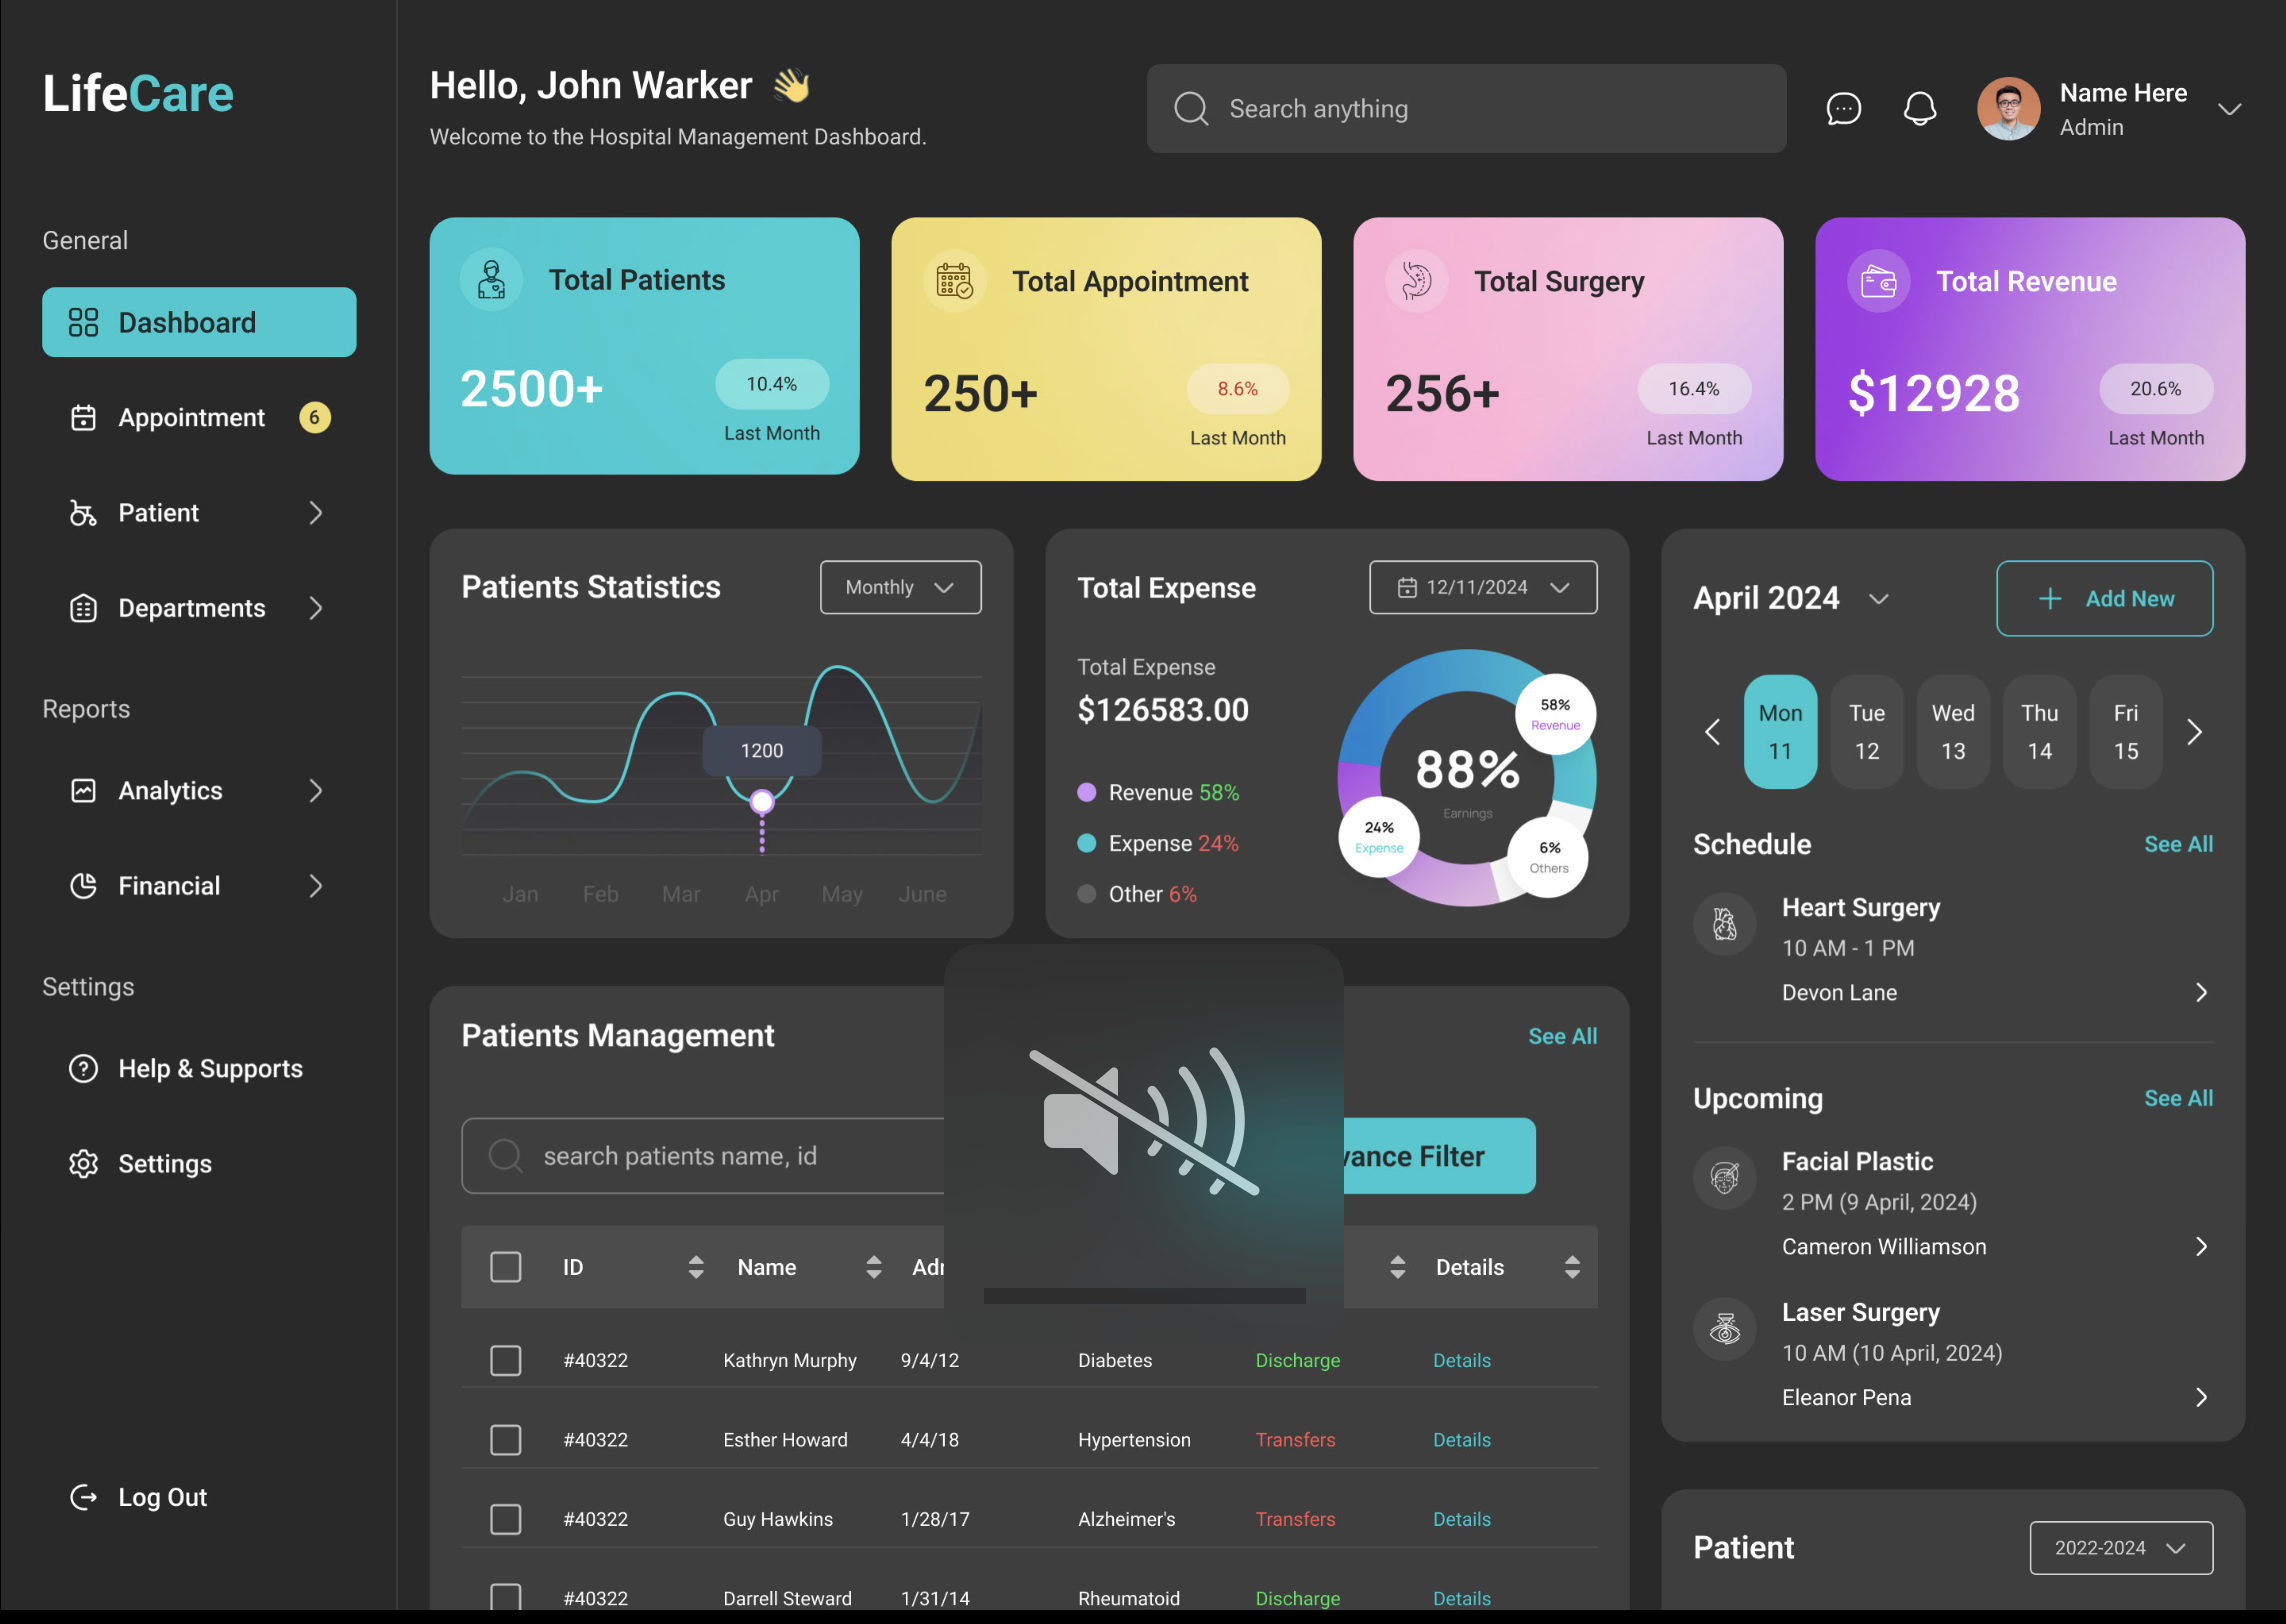 LifeCare
General
Dashboard
Appointment 6
Patient
Departments
Reports
Analytics
Financial
Settings
Help & Supports
Settings
Log Out
Hello, John Warker 👋
Welcome to the Hospital Management Dashboard.
Search anything
Name Here
Admin
Total Patients
2500+
10.4%
Last Month
Total Appointment
250+
8.6%
Last Month
Total Surgery
256+
16.4%
Last Month
Total Revenue
$12928
20.6%
Last Month
Patients Statistics
Monthly
1200
Jan Feb Mar Apr May June
Total Expense
12/11/2024
Total Expense
$126583.00
Revenue 58%
Expense 24%
Other 6%
58%
Revenue
88%
Earnings
24%
Expense
6%
Others
April 2024
+ Add New
Mon Tue Wed Thu Fri
11 12 13 14 15
Schedule See All
Heart Surgery
10 AM - 1 PM
Devon Lane
Upcoming See All
Facial Plastic
2 PM (9 April, 2024)
Cameron Williamson
Laser Surgery
10 AM (10 April, 2024)
Eleanor Pena
Patients Management See All
search patients name, id
Filter
ID Name Details
#40322 Kathryn Murphy 9/4/12 Diabetes Discharge Details
#40322 Esther Howard 4/4/18 Hypertension Transfers Details
#40322 Guy Hawkins 1/28/17 Alzheimer's Transfers Details
#40322 Darrell Steward 1/31/14 Rheumatoid Discharge Details
Patient
2022-2024